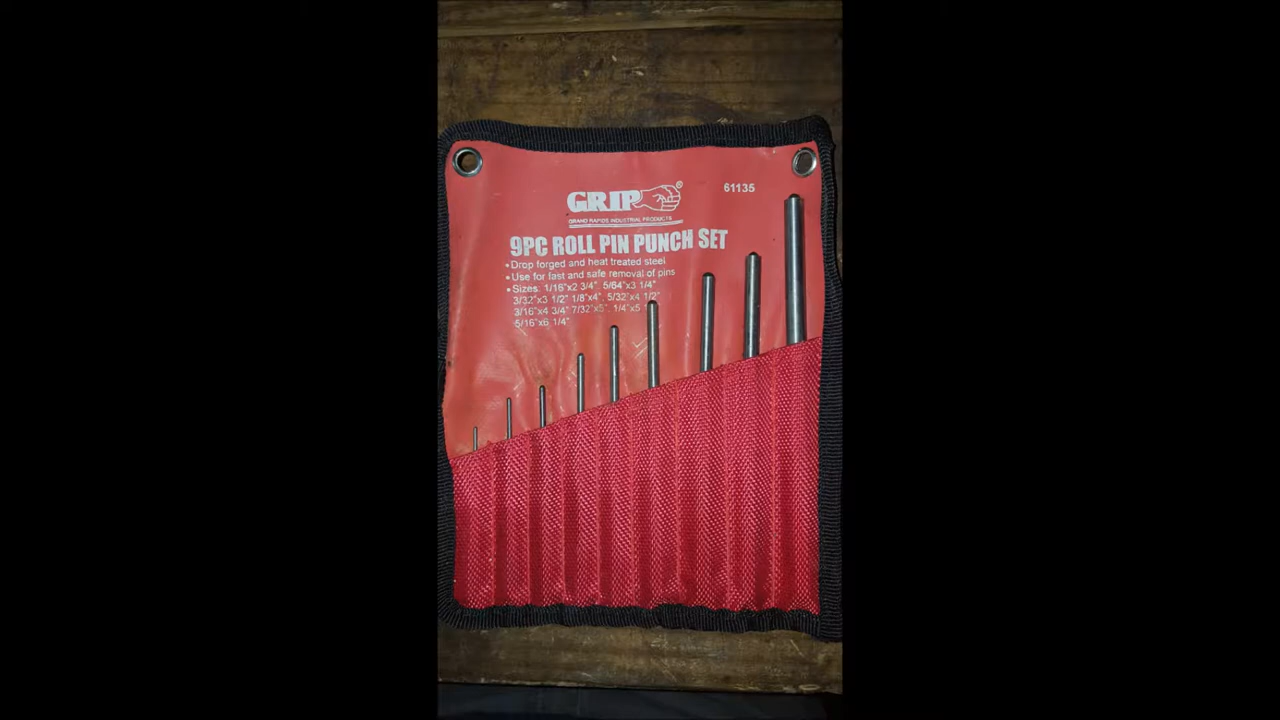 GRIP®
61135
GRAND RAPIDS INDUSTRIAL PRODUCTS
9PC ROLL PIN PUNCH SET
• Drop forged and heat treated steel
• Use for fast and safe removal of pins
• Sizes: 1/16"x2 3/4", 5/64"x3 1/4"
3/32"x3 1/2" 1/8"x4", 5/32"x4 1/2"
3/16"x4 3/4" 7/32"x5", 1/4"x5
5/16"x6 1/4"